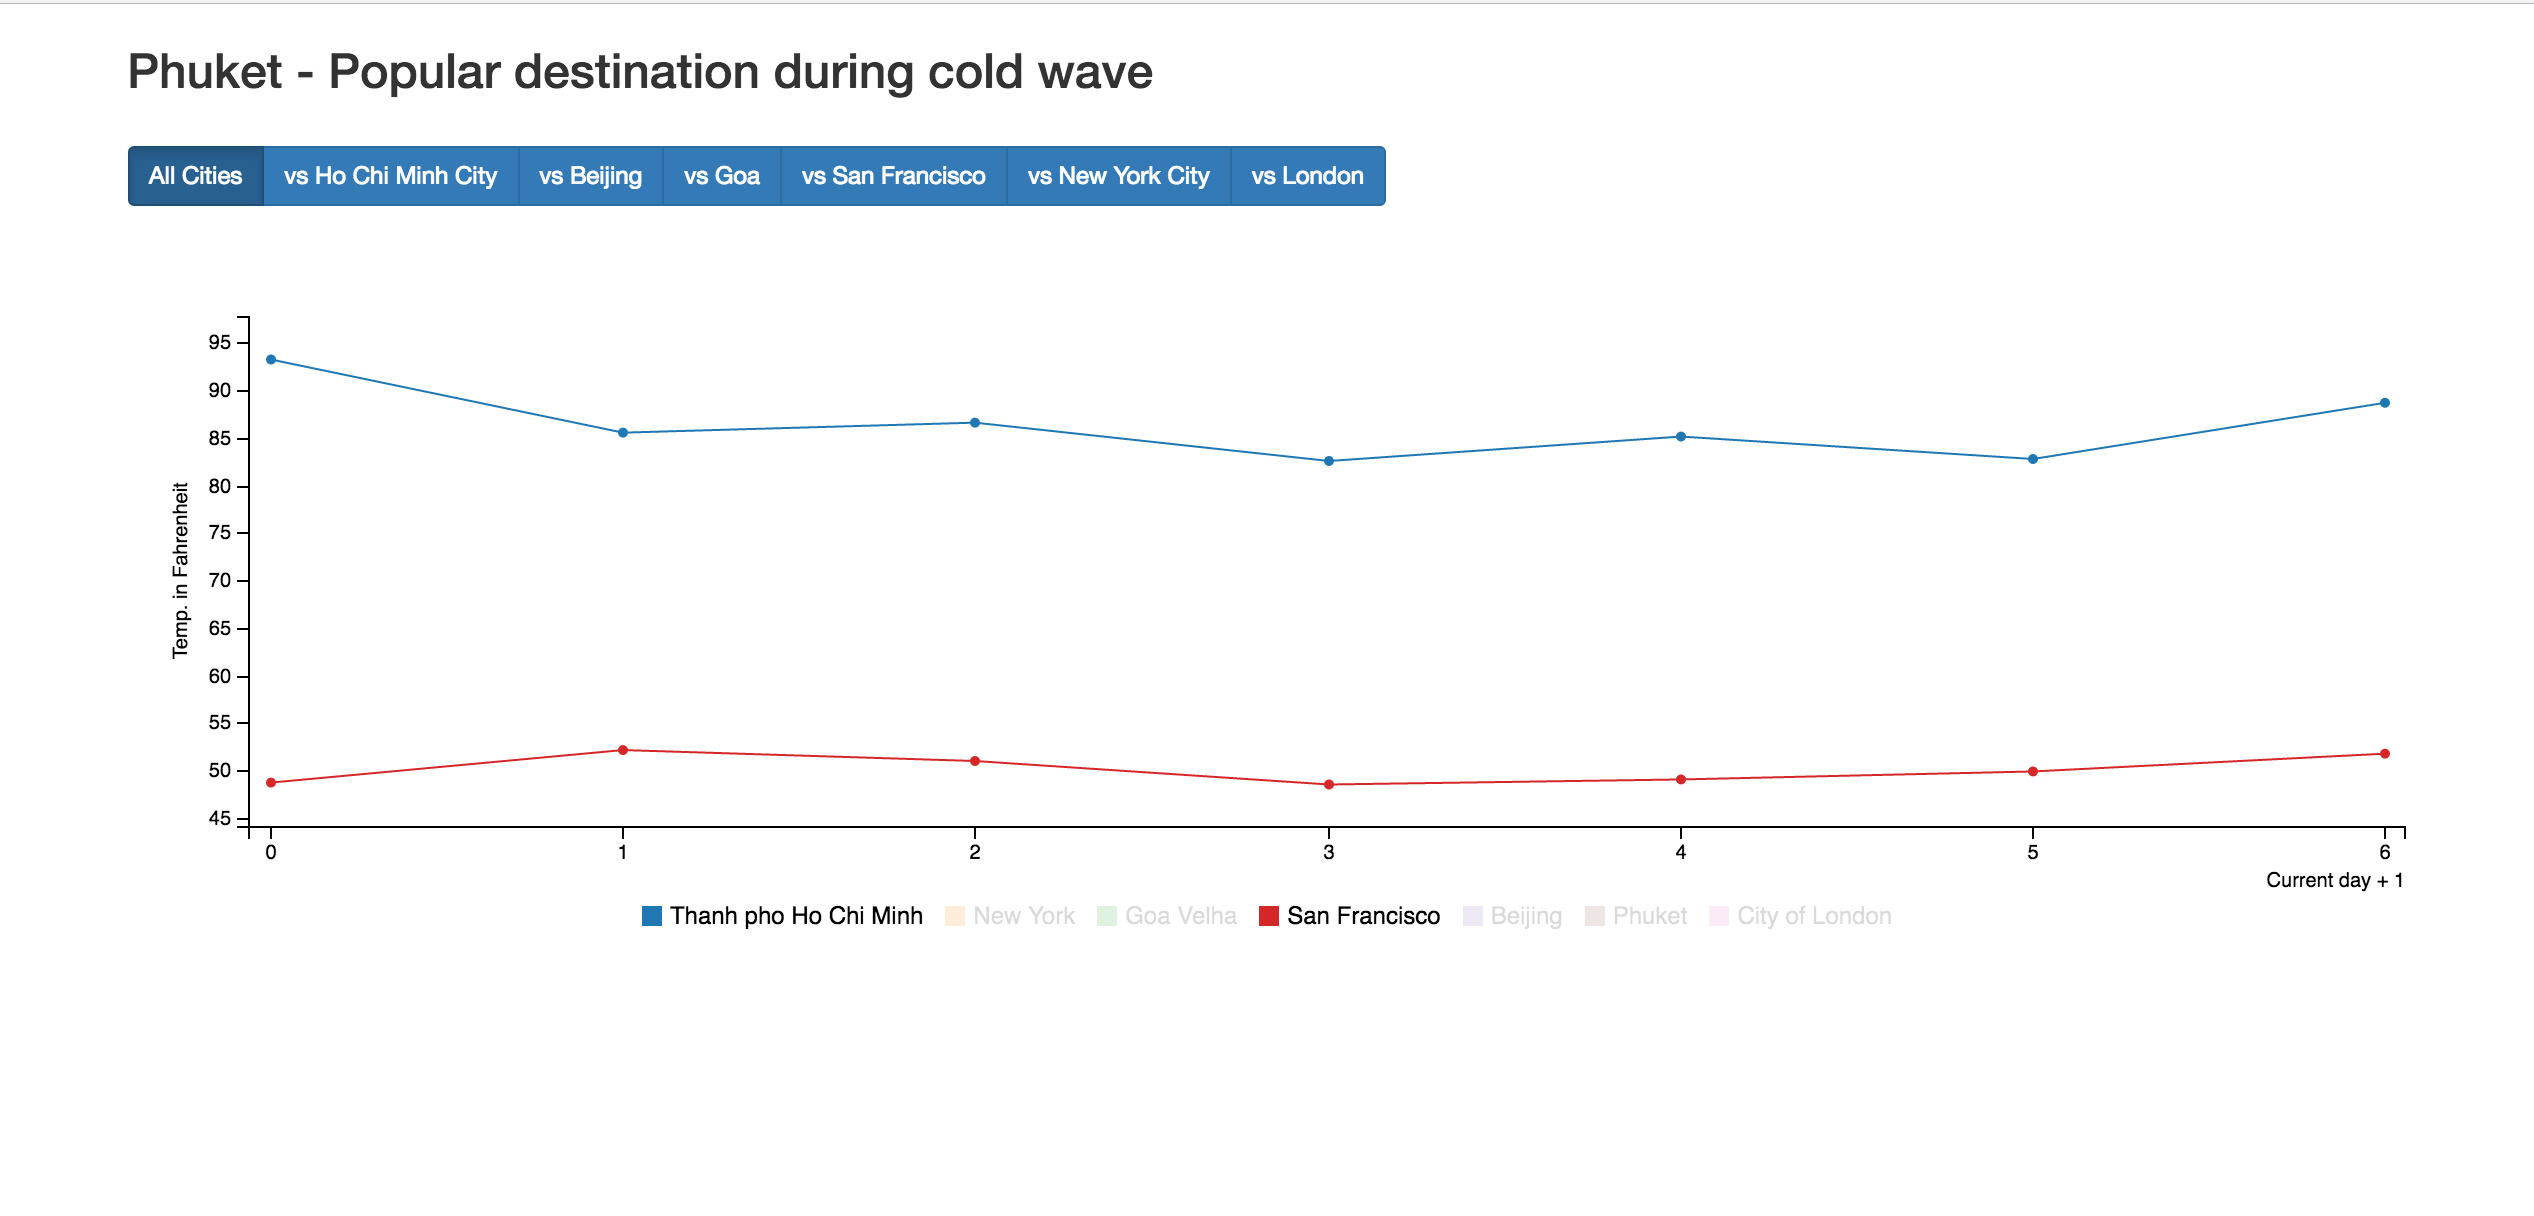 Phuket - Popular destination during cold wave
All Cities vs Ho Chi Minh City vs Beijing vs Goa vs San Francisco vs New York City vs London
95
90
85
80
75
70
65
60
55
50
45
Temp. in Fahrenheit
0 1 2 3 4 5 6
Current day + 1
Thanh pho Ho Chi Minh New York Goa Velha San Francisco Beijing Phuket City of London